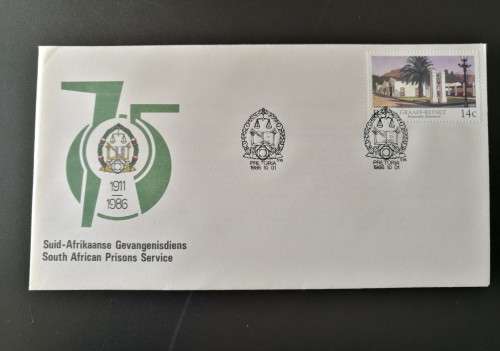 75
1911
1986
Suid-Afrikaanse Gevangenisdiens
South African Prisons Service
PRETORIA
1986 10 01
PRETORIA
1986 10 01
GRAAFF-REINET
14c